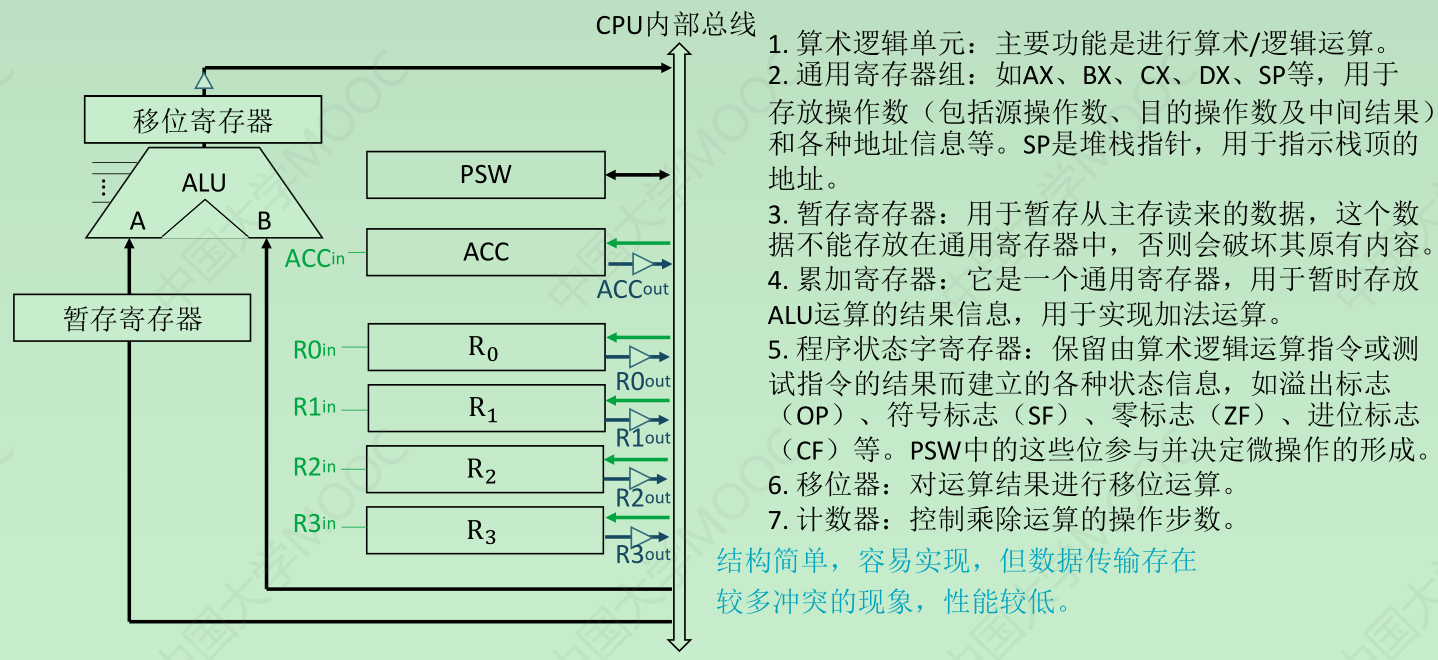 CPU内部总线
移位寄存器
ALU
A
B
暂存寄存器
PSW
ACC
ACCin
ACCout
R0
R0in
R0out
R1
R1in
R1out
R2
R2in
R2out
R3
R3in
R3out
1. 算术逻辑单元：主要功能是进行算术/逻辑运算。
2. 通用寄存器组：如AX、BX、CX、DX、SP等，用于
存放操作数（包括源操作数、目的操作数及中间结果）
和各种地址信息等。SP是堆栈指针，用于指示栈顶的
地址。
3. 暂存寄存器：用于暂存从主存读来的数据，这个数
据不能存放在通用寄存器中，否则会破坏其原有内容。
4. 累加寄存器：它是一个通用寄存器，用于暂时存放
ALU运算的结果信息，用于实现加法运算。
5. 程序状态字寄存器：保留由算术逻辑运算指令或测
试指令的结果而建立的各种状态信息，如溢出标志
（OP）、符号标志（SF）、零标志（ZF）、进位标志
（CF）等。PSW中的这些位参与并决定微操作的形成。
6. 移位器：对运算结果进行移位运算。
7. 计数器：控制乘除运算的操作步数。
结构简单，容易实现，但数据传输存在
较多冲突的现象，性能较低。
中国大学MOOC